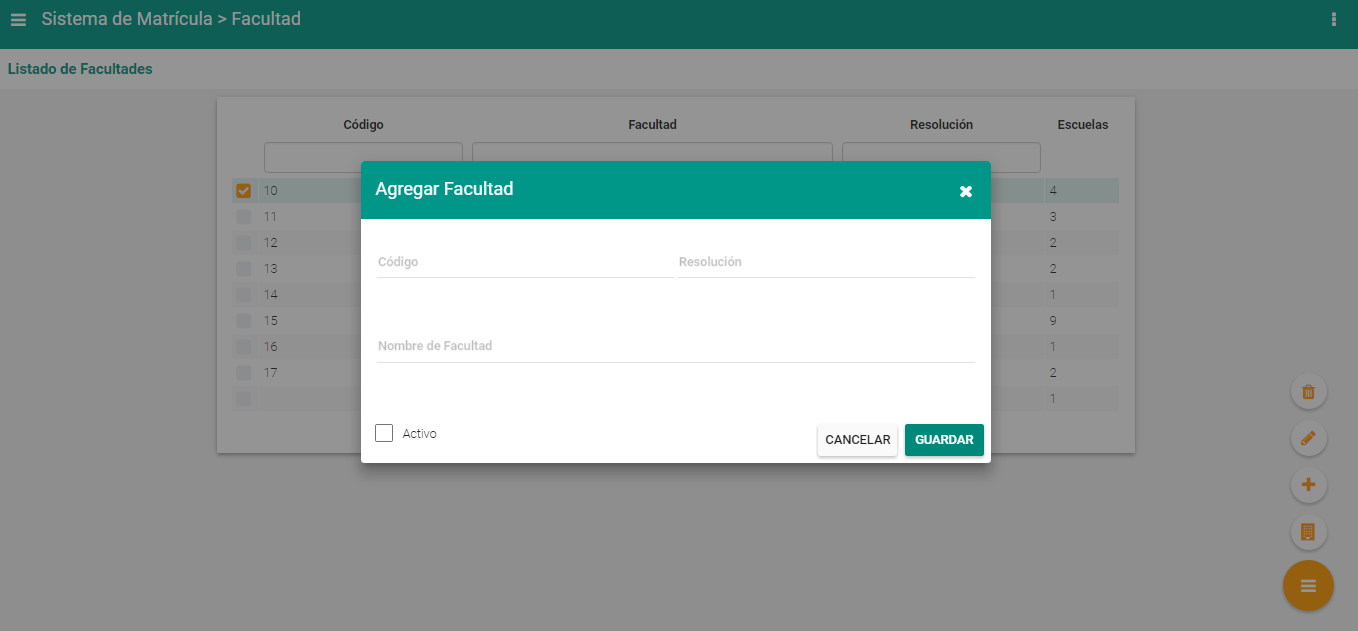 Sistema de Matrícula > Facultad
Listado de Facultades
Código Facultad Resolución Escuelas
10 4
11 3
12 2
13 2
14 1
15 9
16 1
17 2
1
Agregar Facultad
Código Resolución
Nombre de Facultad
Activo
CANCELAR GUARDAR